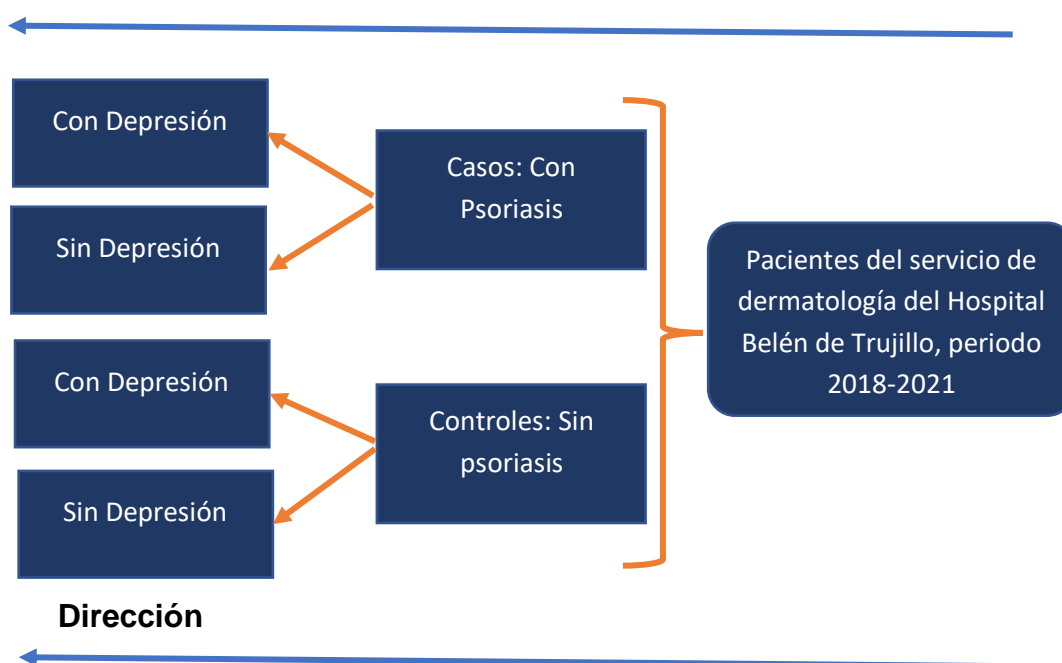 Con Depresión
Sin Depresión
Con Depresión
Sin Depresión
Casos: Con
Psoriasis
Controles: Sin
psoriasis
Pacientes del servicio de
dermatología del Hospital
Belén de Trujillo, periodo
2018-2021
Dirección